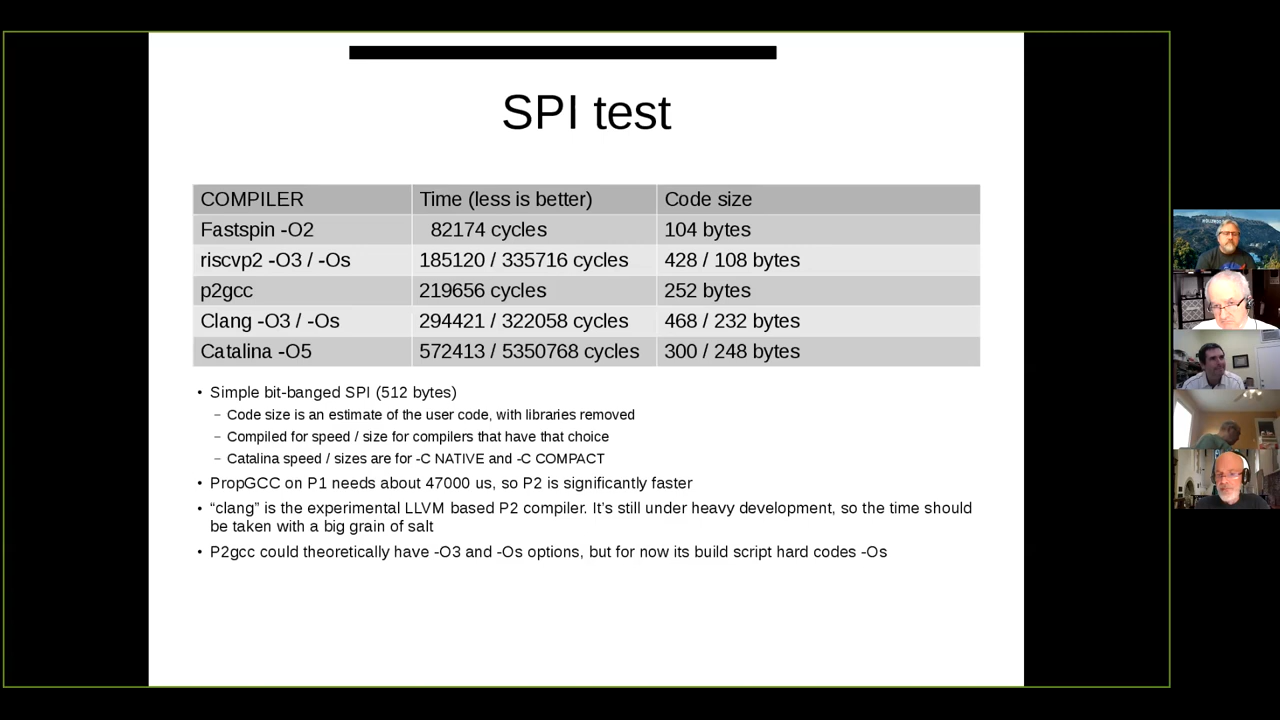 SPI test
COMPILER Time (less is better) Code size
Fastspin -O2 82174 cycles 104 bytes
riscvp2 -O3 / -Os 185120 / 335716 cycles 428 / 108 bytes
p2gcc 219656 cycles 252 bytes
Clang -O3 / -Os 294421 / 322058 cycles 468 / 232 bytes
Catalina -O5 572413 / 5350768 cycles 300 / 248 bytes
• Simple bit-banged SPI (512 bytes)
– Code size is an estimate of the user code, with libraries removed
– Compiled for speed / size for compilers that have that choice
– Catalina speed / sizes are for -C NATIVE and -C COMPACT
• PropGCC on P1 needs about 47000 us, so P2 is significantly faster
• “clang” is the experimental LLVM based P2 compiler. It’s still under heavy development, so the time should
be taken with a big grain of salt
• P2gcc could theoretically have -O3 and -Os options, but for now its build script hard codes -Os